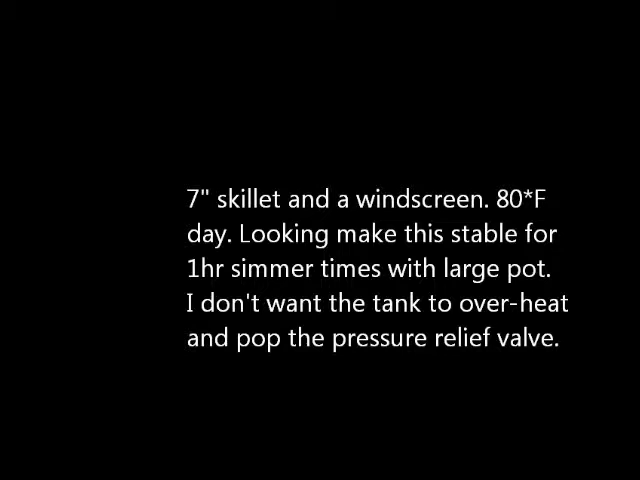 7" skillet and a windscreen. 80*F
day. Looking make this stable for
1hr simmer times with large pot.
I don't want the tank to over-heat
and pop the pressure relief valve.